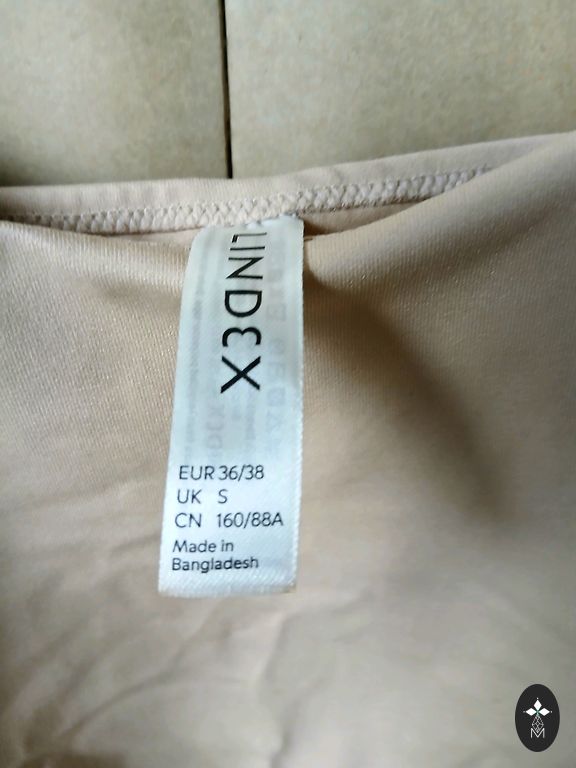 LINDEX
EUR 36/38
UK S
CN 160/88A
Made in
Bangladesh